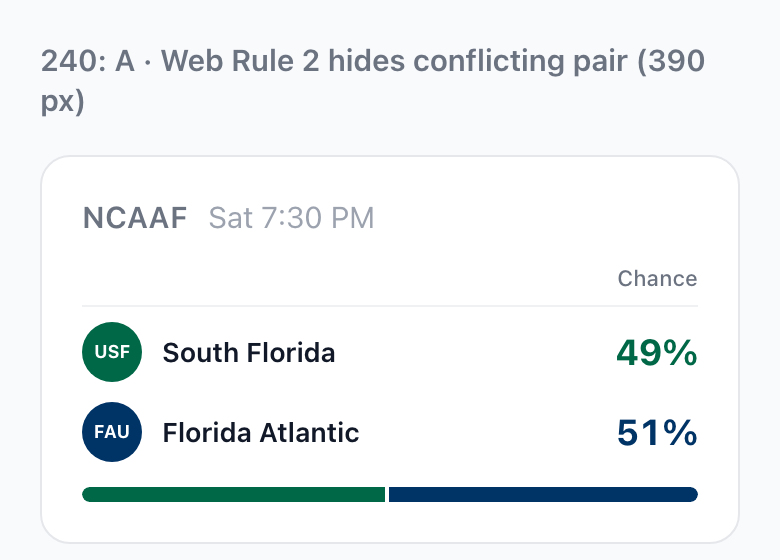 240: A · Web Rule 2 hides conflicting pair (390
px)
NCAAF Sat 7:30 PM
Chance
USF South Florida 49%
FAU Florida Atlantic 51%